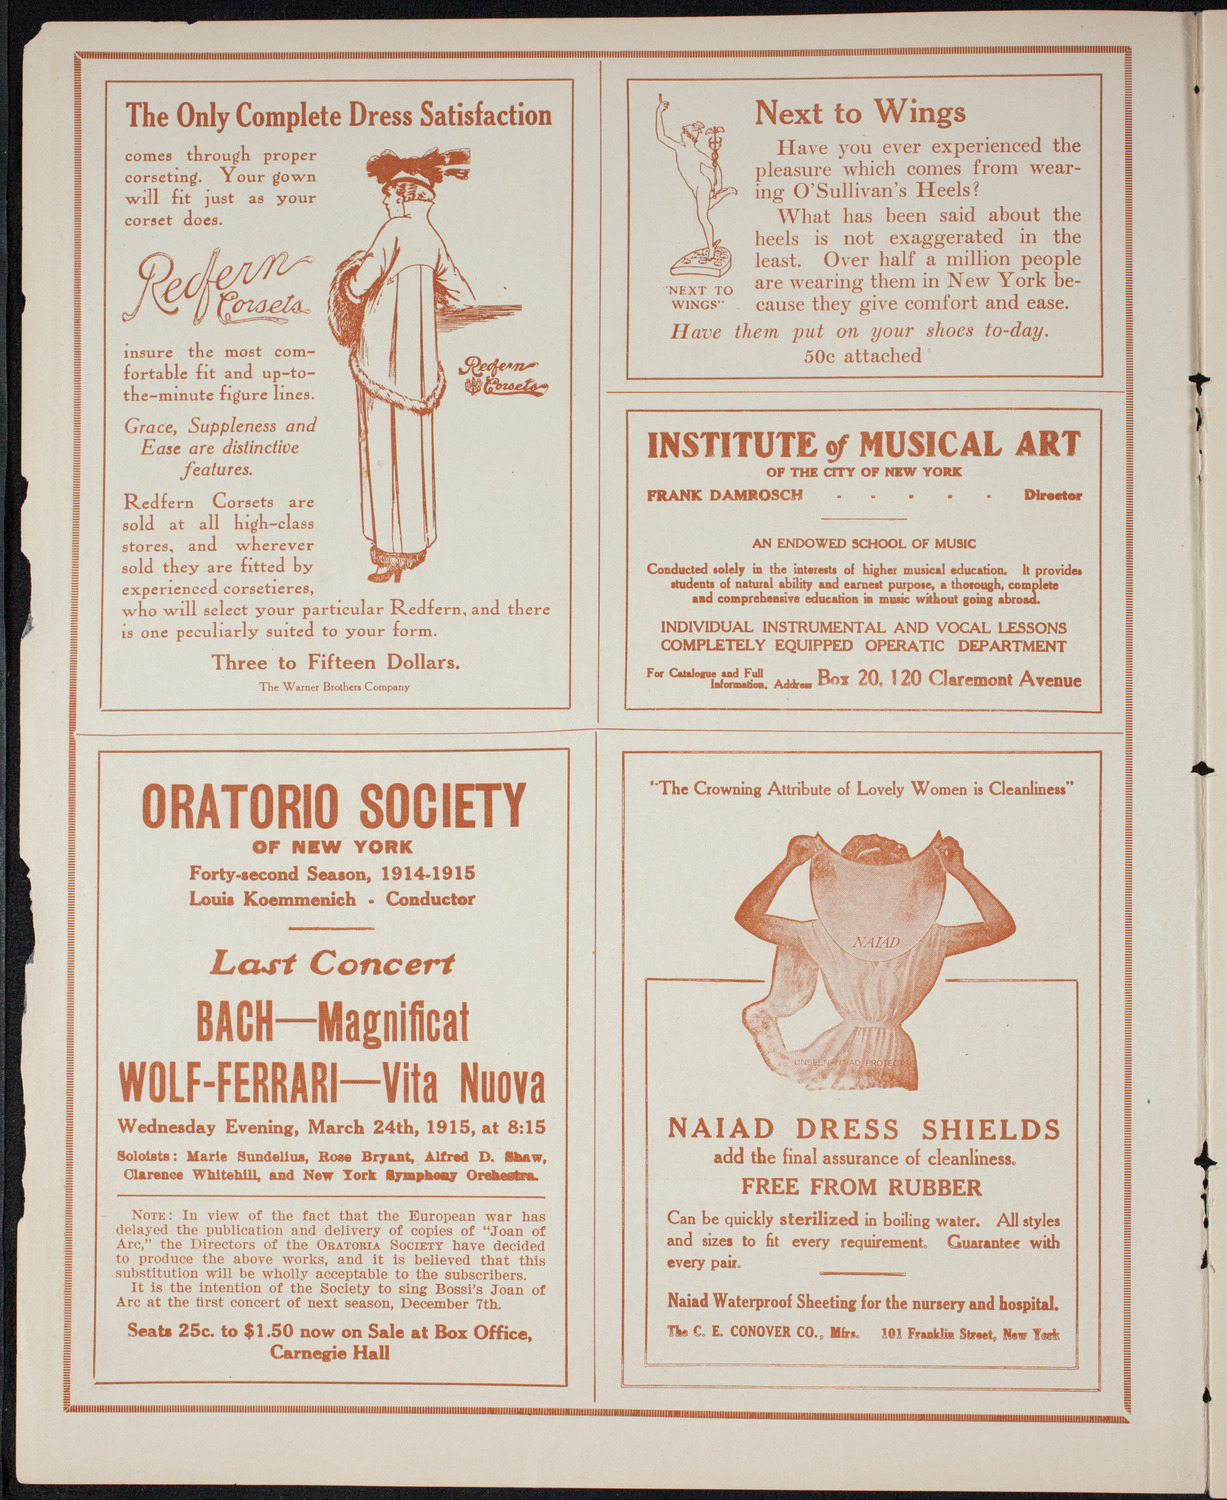 The Only Complete Dress Satisfaction
comes through proper
corseting. Your gown
will fit just as your
corset does.
Redfern
Corsets
insure the most com-
fortable fit and up-to-
the-minute figure lines.
Grace, Suppleness and
Ease are distinctive
features.
Redfern Corsets are
sold at all high-class
stores, and wherever
sold they are fitted by
experienced corsetieres,
who will select your particular Redfern, and there
is one peculiarly suited to your form.
Three to Fifteen Dollars.
The Warner Brothers Company
Redfern
Corsets
Next to Wings
Have you ever experienced the
pleasure which comes from wear-
ing O'Sullivan's Heels?
What has been said about the
heels is not exaggerated in the
least. Over half a million people
are wearing them in New York be-
cause they give comfort and ease.
Have them put on your shoes to-day.
50c attached
"NEXT TO
WINGS"
INSTITUTE of MUSICAL ART
OF THE CITY OF NEW YORK
FRANK DAMROSCH - - - - - Director
AN ENDOWED SCHOOL OF MUSIC
Conducted solely in the interests of higher musical education. It provides
students of natural ability and earnest purpose, a thorough, complete
and comprehensive education in music without going abroad.
INDIVIDUAL INSTRUMENTAL AND VOCAL LESSONS
COMPLETELY EQUIPPED OPERATIC DEPARTMENT
For Catalogue and Full
Information, Address Box 20, 120 Claremont Avenue
ORATORIO SOCIETY
OF NEW YORK
Forty-second Season, 1914-1915
Louis Koemmenich - Conductor
Last Concert
BACH—Magnificat
WOLF-FERRARI—Vita Nuova
Wednesday Evening, March 24th, 1915, at 8:15
Soloists: Marie Sundelius, Rose Bryant, Alfred D. Shaw,
Clarence Whitehill, and New York Symphony Orchestra.
NOTE: In view of the fact that the European war has
delayed the publication and delivery of copies of "Joan of
Arc," the Directors of the ORATORIA SOCIETY have decided
to produce the above works, and it is believed that this
substitution will be wholly acceptable to the subscribers.
It is the intention of the Society to sing Bossi's Joan of
Arc at the first concert of next season, December 7th.
Seats 25c. to $1.50 now on Sale at Box Office,
Carnegie Hall
"The Crowning Attribute of Lovely Women is Cleanliness"
NAIAD
UNSEEN NAIAD PROTECTS
NAIAD DRESS SHIELDS
add the final assurance of cleanliness.
FREE FROM RUBBER
Can be quickly sterilized in boiling water. All styles
and sizes to fit every requirement. Guarantee with
every pair.
Naiad Waterproof Sheeting for the nursery and hospital.
The C. E. CONOVER CO., Mfrs. 101 Franklin Street, New York